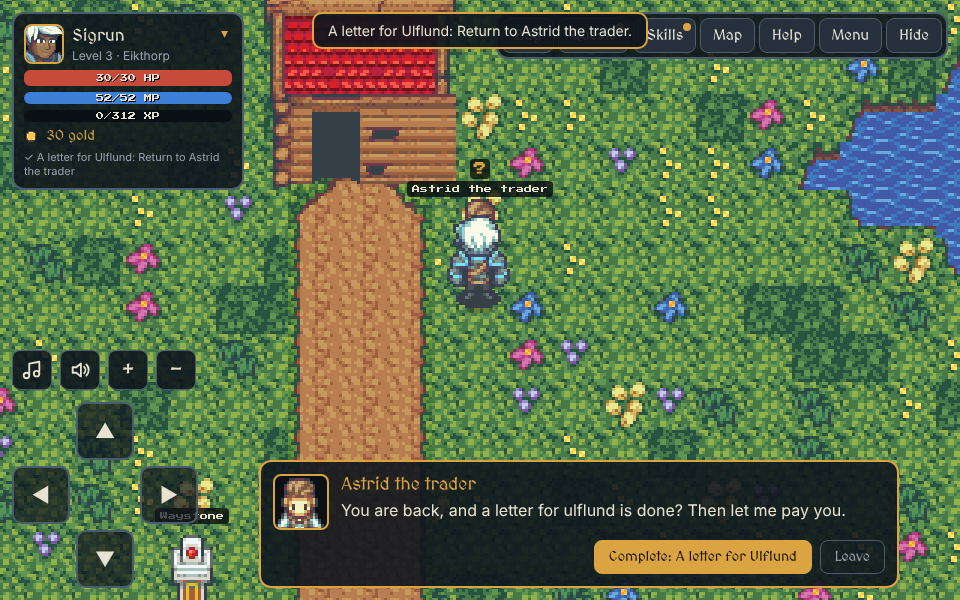 Sigrun
Level 3 · Eikthorp
30/30 HP
52/52 MP
0/312 XP
30 gold
✓ A letter for Ulflund: Return to Astrid
the trader
A letter for Ulflund: Return to Astrid the trader.
Skills
Map
Help
Menu
Hide
?
Astrid the trader
+
−
Waystone
Astrid the trader
You are back, and a letter for ulflund is done? Then let me pay you.
Complete: A letter for Ulflund
Leave